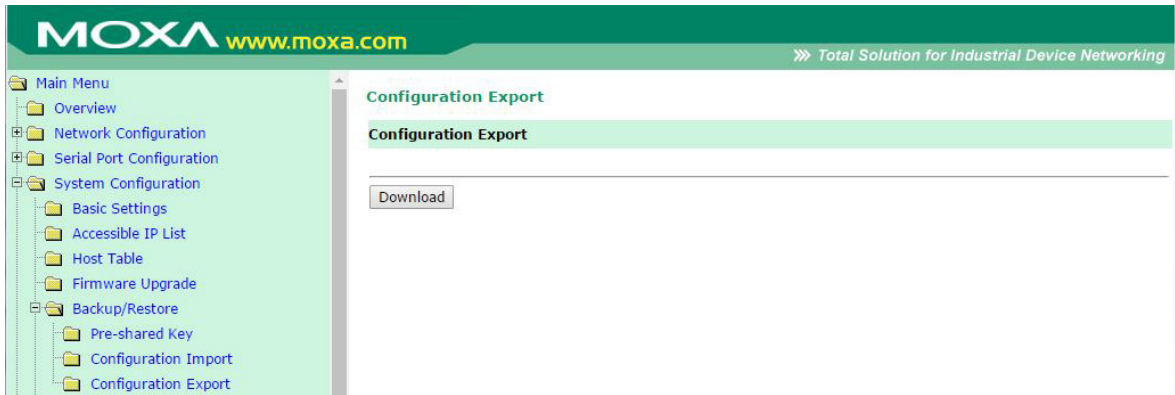 MOXA www.moxa.com
Total Solution for Industrial Device Networking
Main Menu
Overview
Network Configuration
Serial Port Configuration
System Configuration
Basic Settings
Accessible IP List
Host Table
Firmware Upgrade
Backup/Restore
Pre-shared Key
Configuration Import
Configuration Export
Configuration Export
Configuration Export
Download